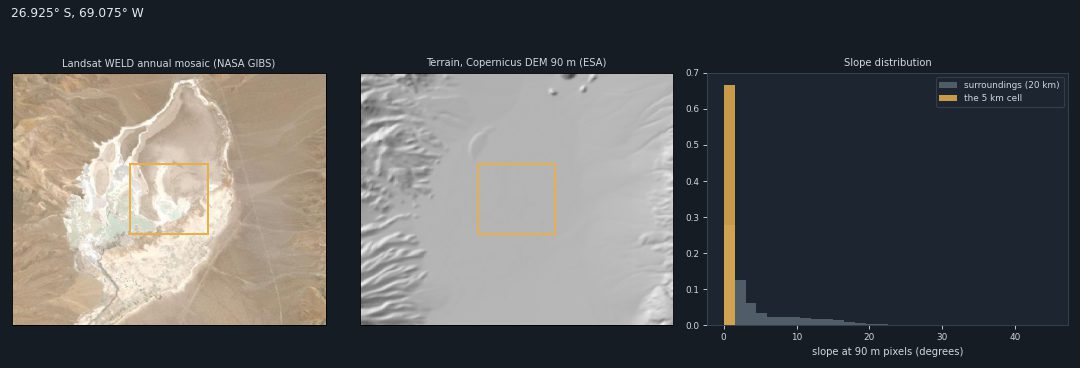 26.925° S, 69.075° W
Landsat WELD annual mosaic (NASA GIBS)
Terrain, Copernicus DEM 90 m (ESA)
Slope distribution
0.7
0.6
0.5
0.4
0.3
0.2
0.1
0.0
surroundings (20 km)
the 5 km cell
0
10
20
30
40
slope at 90 m pixels (degrees)